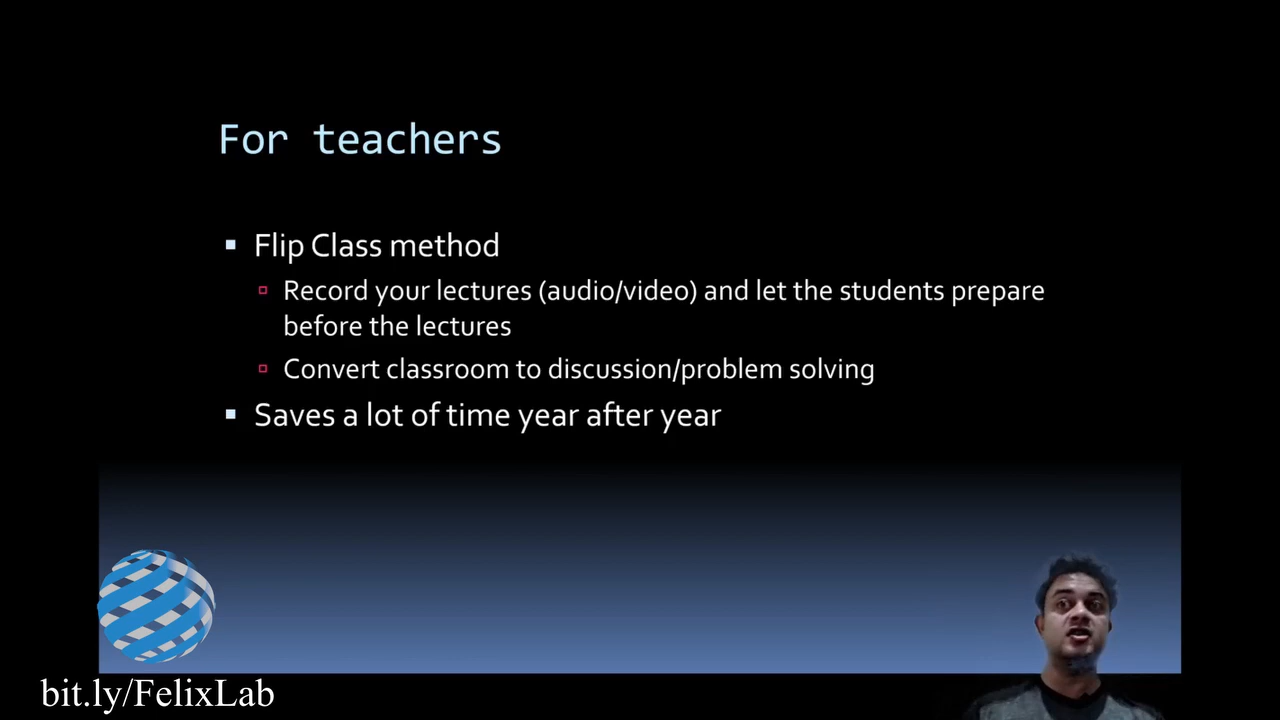 For teachers
Flip Class method
Record your lectures (audio/video) and let the students prepare
before the lectures
Convert classroom to discussion/problem solving
Saves a lot of time year after year
bit.ly/FelixLab